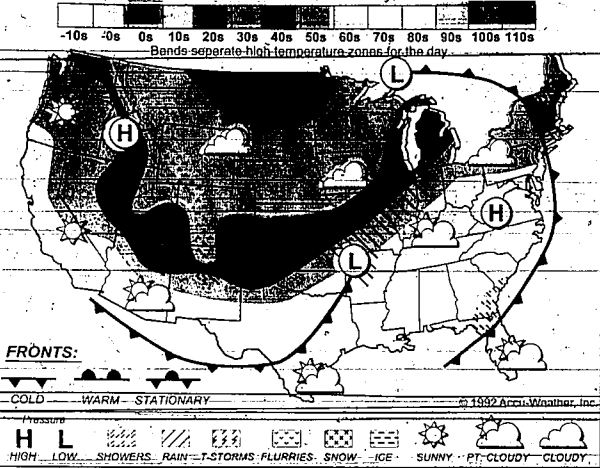 -10s -0s 0s 10s 20s 30s 40s 50s 60s 70s 80s 90s 100s 110s
Bands separate high temperature zones for the day
L
H
H
L
FRONTS:
COLD WARM STATIONARY
© 1992 Accu-Weather, Inc.
Pressure
H L
HIGH LOW SHOWERS RAIN T-STORMS FLURRIES SNOW ICE SUNNY PT. CLOUDY CLOUDY